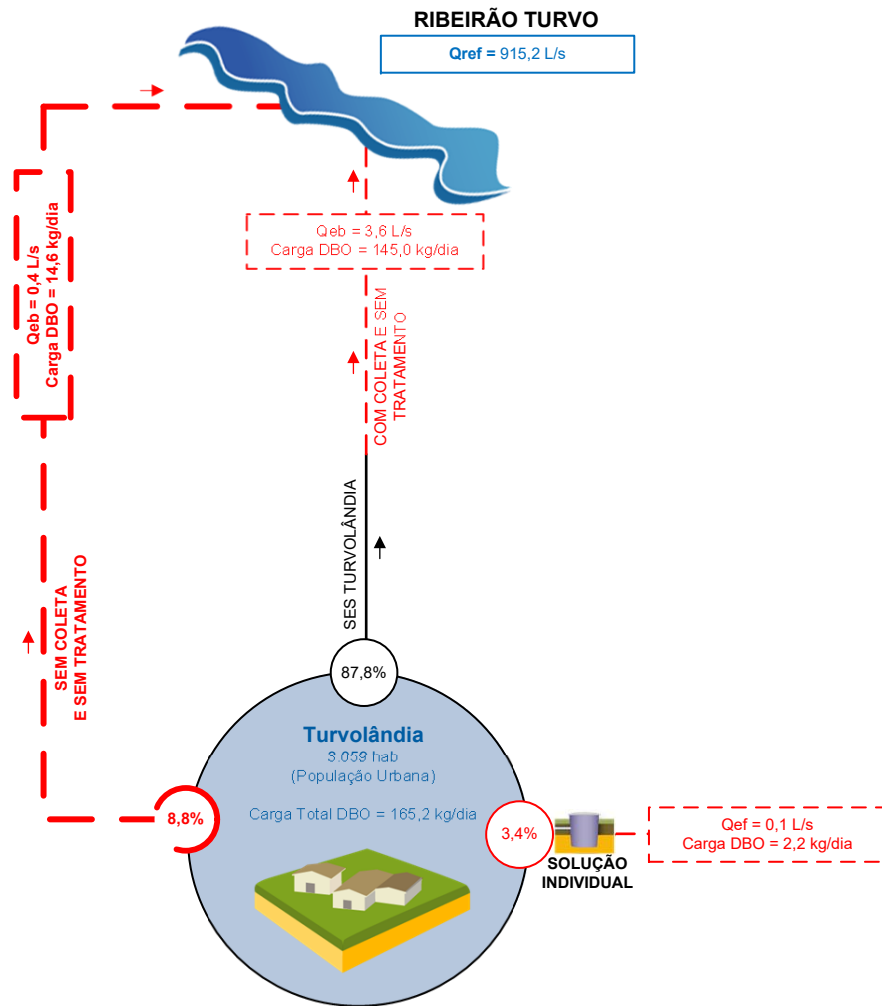 RIBEIRÃO TURVO
Qref = 915,2 L/s
Qeb = 0,4 L/s
Carga DBO = 14,6 kg/dia
Qeb = 3,6 L/s
Carga DBO = 145,0 kg/dia
COM COLETA E SEM
TRATAMENTO
SES TURVOLÂNDIA
SEM COLETA
E SEM TRATAMENTO
87,8%
Turvolândia
3.059 hab
(População Urbana)
Carga Total DBO = 165,2 kg/dia
8,8%
3,4%
SOLUÇÃO
INDIVIDUAL
Qef = 0,1 L/s
Carga DBO = 2,2 kg/dia